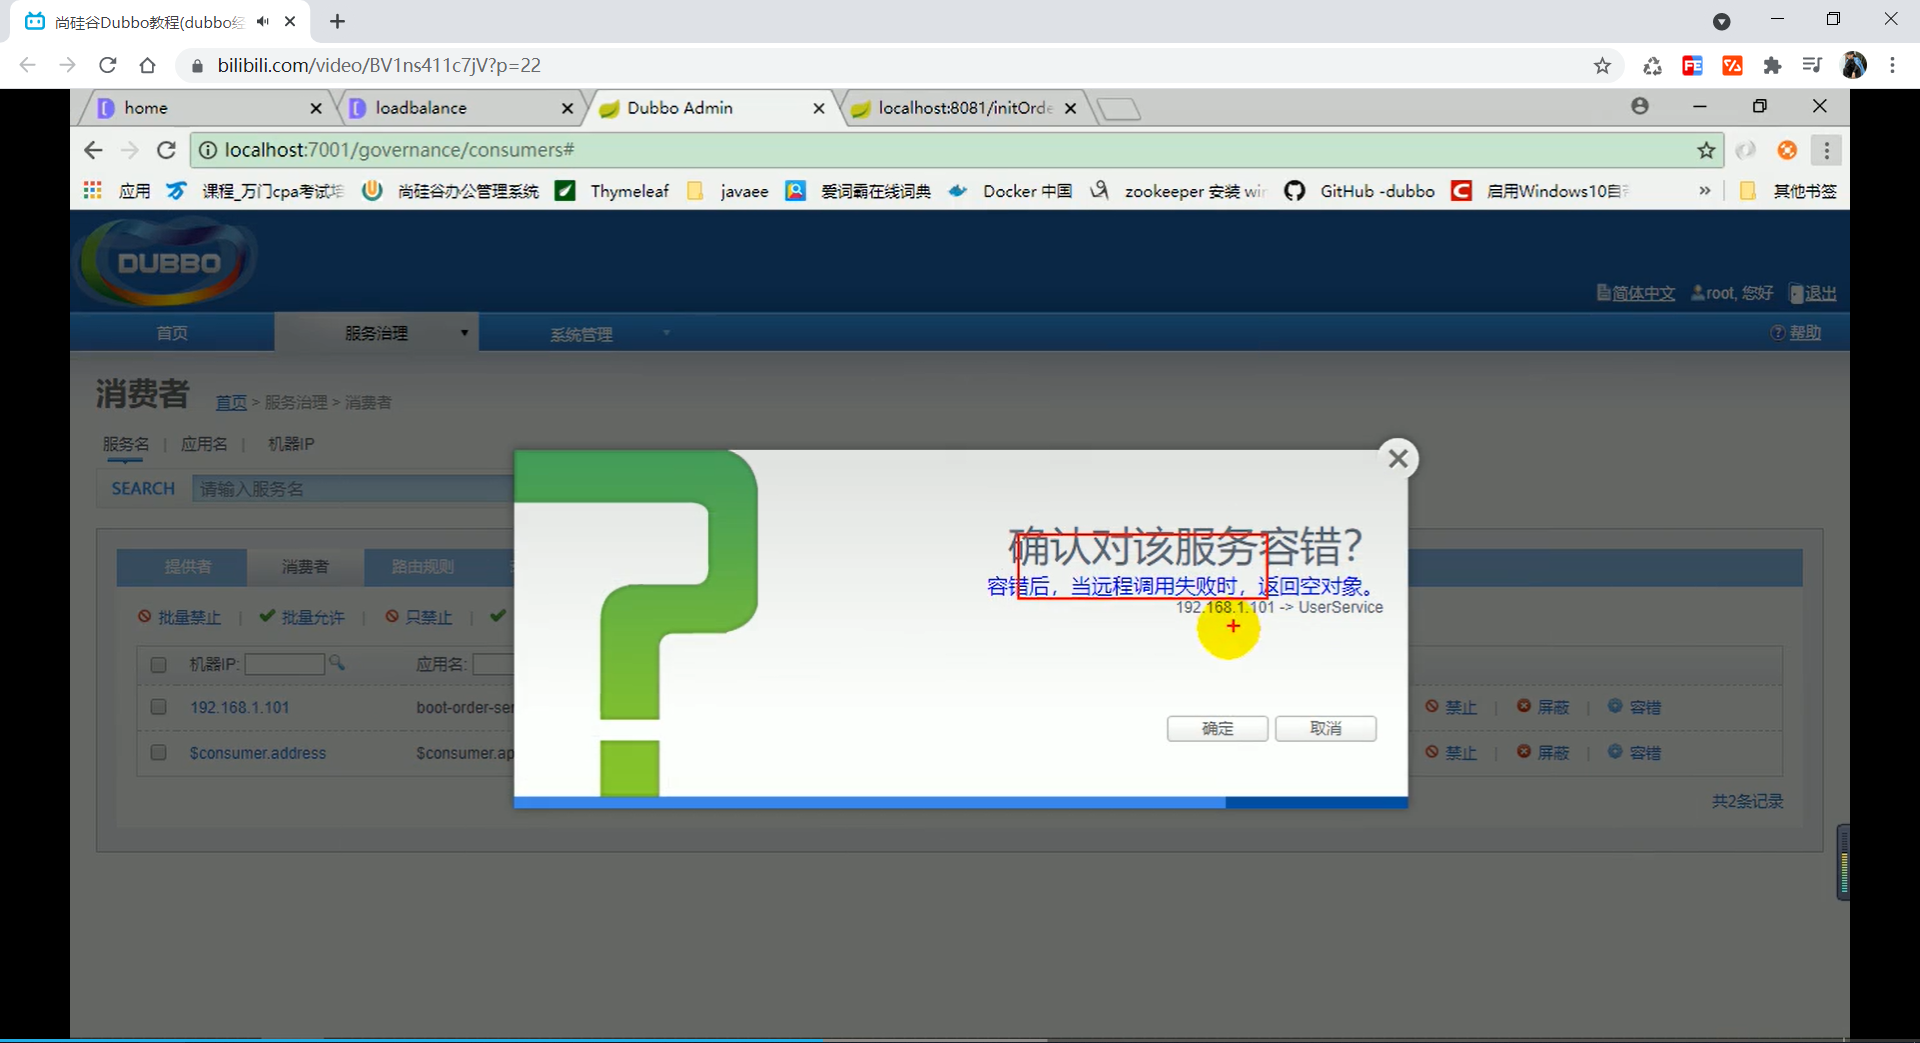 尚硅谷Dubbo教程(dubbo经
bilibili.com/video/BV1ns411c7jV?p=22
FE
home
loadbalance
Dubbo Admin
localhost:8081/initOrde
localhost:7001/governance/consumers#
应用
课程_万门cpa考试培
尚硅谷办公管理系统
Thymeleaf
javaee
爱词霸在线词典
Docker 中国
zookeeper 安装 win
GitHub -dubbo
启用Windows10自
»
其他书签
DUBBO
简体中文
root, 您好
退出
首页
服务治理
系统管理
帮助
消费者
首页 > 服务治理 > 消费者
服务名 | 应用名 | 机器IP
SEARCH
请输入服务名
提供者
消费者
路由规则
批量禁止 | 批量允许 | 只禁止 |
机器IP:
应用名:
192.168.1.101
boot-order-ser
禁止 | 屏蔽 | 容错
$consumer.address
$consumer.ap
禁止 | 屏蔽 | 容错
共2条记录
确认对该服务容错?
容错后，当远程调用失败时，返回空对象。
192.168.1.101 -> UserService
确定
取消